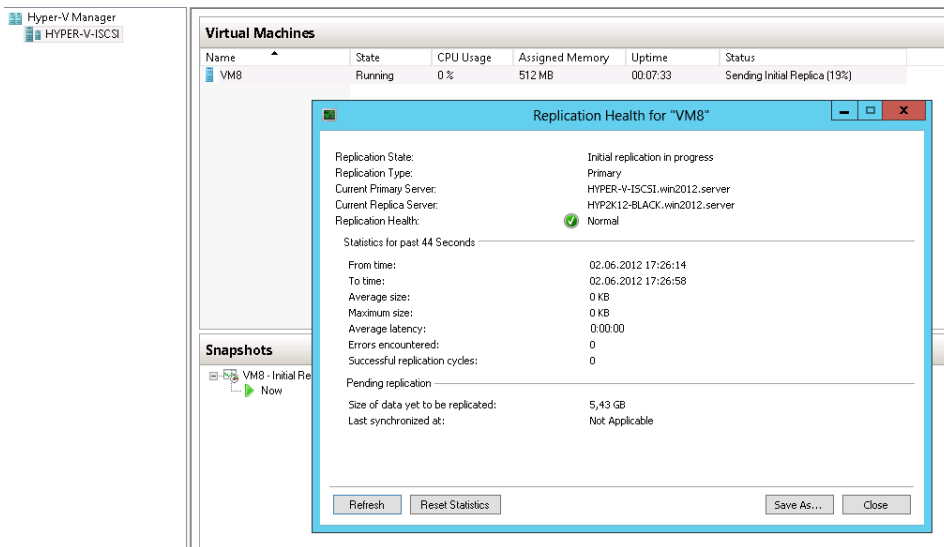 Hyper-V Manager
HYPER-V-ISCSI
Virtual Machines
Name State CPU Usage Assigned Memory Uptime Status
VM8 Running 0 % 512 MB 00:07:33 Sending Initial Replica (19%)
Replication Health for "VM8"
Replication State: Initial replication in progress
Replication Type: Primary
Current Primary Server: HYPER-V-ISCSI.win2012.server
Current Replica Server: HYP2K12-BLACK.win2012.server
Replication Health: Normal
Statistics for past 44 Seconds
From time: 02.06.2012 17:26:14
To time: 02.06.2012 17:26:58
Average size: 0 KB
Maximum size: 0 KB
Average latency: 0:00:00
Errors encountered: 0
Successful replication cycles: 0
Pending replication
Size of data yet to be replicated: 5,43 GB
Last synchronized at: Not Applicable
Refresh Reset Statistics Save As... Close
Snapshots
VM8 - Initial Re
Now